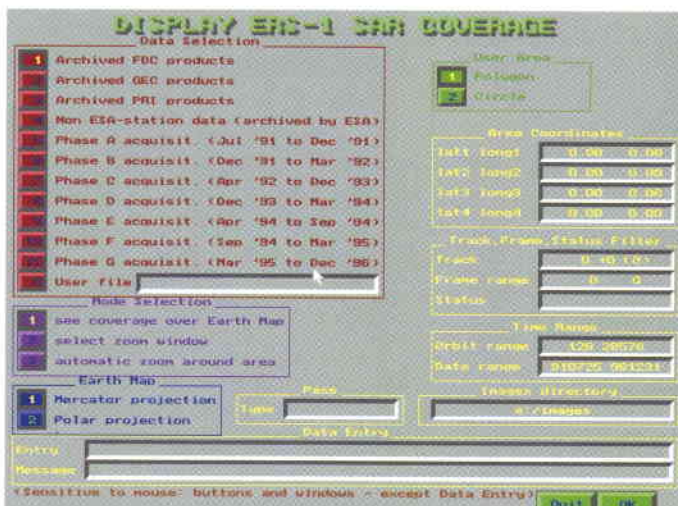 DISPLAY ERS-1 SAR COVERAGE
Data Selection
1 Archived FDC products
Archived GEC products
Archived PRI products
Non ESA-station data (archived by ESA)
Phase A acquisit. (Jul '91 to Dec '91)
Phase B acquisit. (Dec '91 to Mar '92)
Phase C acquisit. (Apr '92 to Dec '93)
Phase D acquisit. (Dec '93 to Mar '94)
Phase E acquisit. (Apr '94 to Sep '94)
Phase F acquisit. (Sep '94 to Mar '95)
Phase G acquisit. (Mar '95 to Dec '96)
User file
Mode Selection
1 see coverage over Earth Map
select zoom window
automatic zoom around area
Earth Map
1 Mercator projection
2 Polar projection
User Area
1 Polygon
2 Circle
Area Coordinates
lat1 long1 0.00 0.00
lat2 long2 0.00 0.00
lat3 long3 0.00 0.00
lat4 long4 0.00 0.00
Track,Frame,Status Filter
Track 0
Frame range 0 0
Status
Time Range
Orbit range
Date range 910725 961231
Pass
Type
Images directory
e:/images
Data Entry
Entry
Message
(Sensitive to mouse: buttons and windows - except Data Entry)
Quit OK